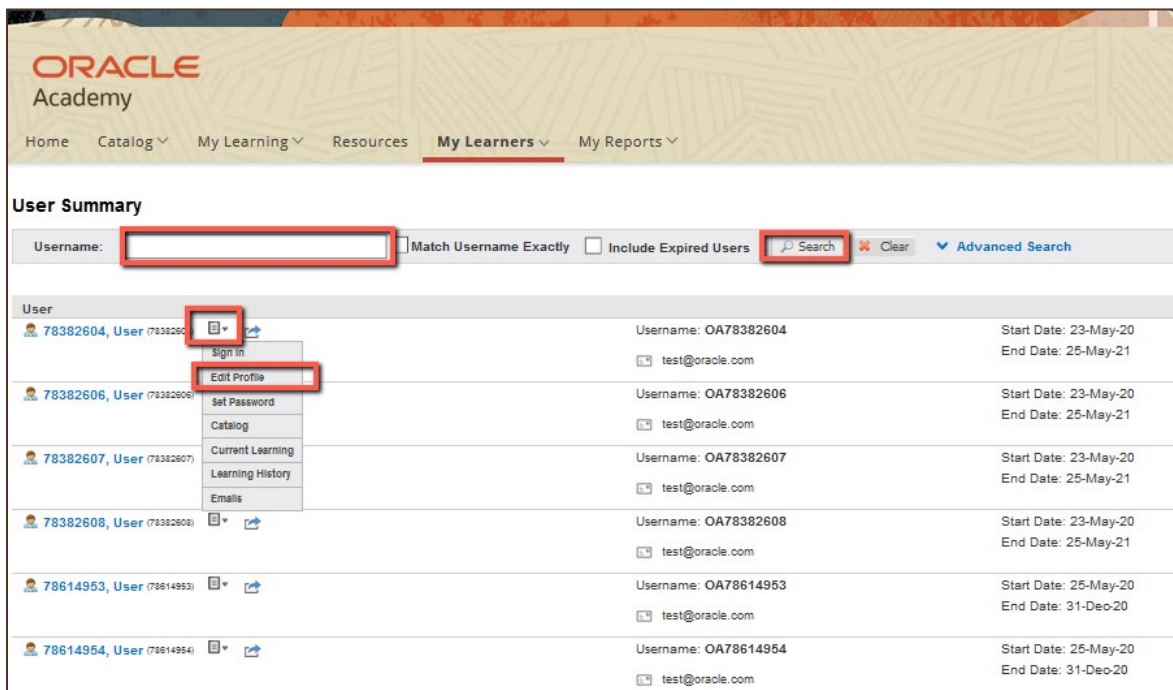 ORACLE
Academy
Home Catalog My Learning Resources My Learners My Reports
User Summary
Username: Match Username Exactly Include Expired Users Search Clear Advanced Search
User
78382604, User (7838260 Username: OA78382604 Start Date: 23-May-20
Sign In test@oracle.com End Date: 25-May-21
Edit Profile
78382606, User (78382606) Set Password Username: OA78382606 Start Date: 23-May-20
Catalog test@oracle.com End Date: 25-May-21
Current Learning
78382607, User (78382607) Username: OA78382607 Start Date: 23-May-20
Learning History test@oracle.com End Date: 25-May-21
Emails
78382608, User (78382608) Username: OA78382608 Start Date: 23-May-20
test@oracle.com End Date: 25-May-21
78614953, User (78614953) Username: OA78614953 Start Date: 25-May-20
test@oracle.com End Date: 31-Dec-20
78614954, User (78614954) Username: OA78614954 Start Date: 25-May-20
test@oracle.com End Date: 31-Dec-20